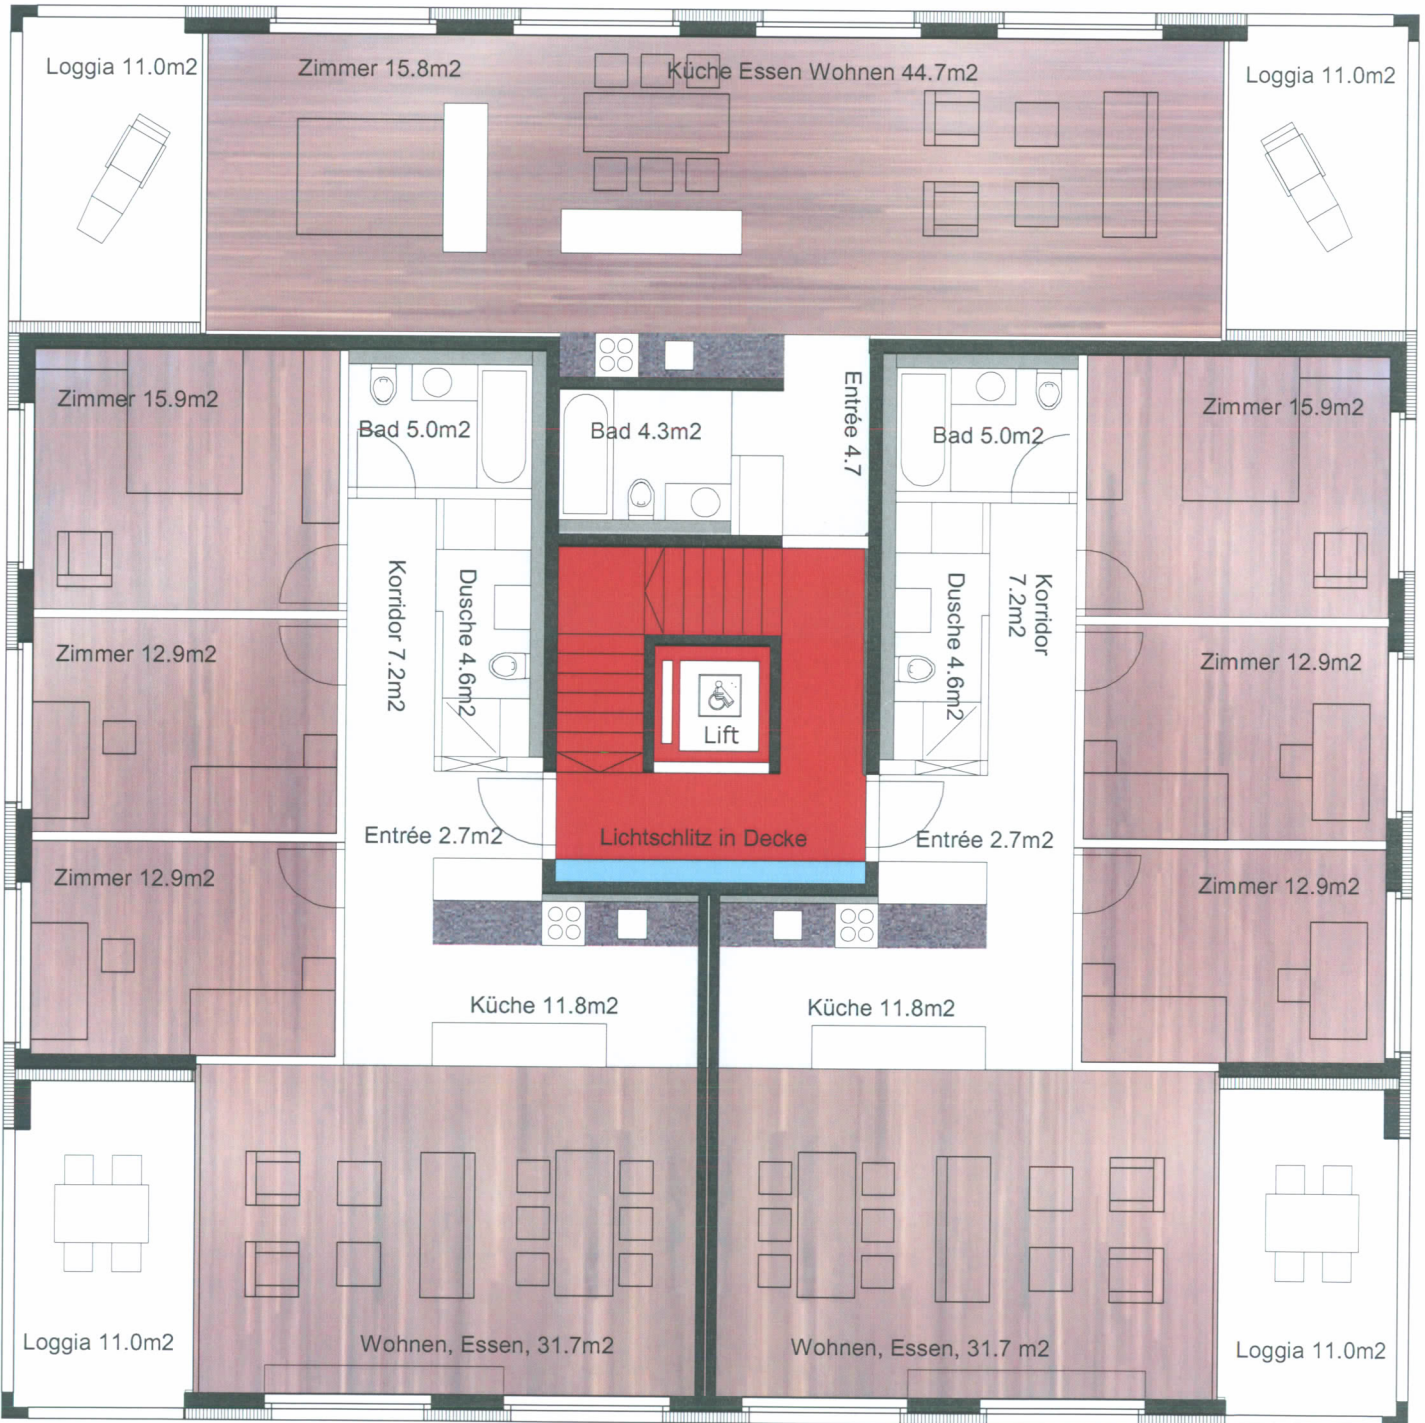 Loggia 11.0m2
Zimmer 15.8m2
Küche Essen Wohnen 44.7m2
Loggia 11.0m2
Zimmer 15.9m2
Bad 5.0m2
Bad 4.3m2
Entrée 4.7
Bad 5.0m2
Zimmer 15.9m2
Korridor 7.2m2
Dusche 4.6m2
Dusche 4.6m2
Korridor
7.2m2
Zimmer 12.9m2
Zimmer 12.9m2
Lift
Entrée 2.7m2
Lichtschlitz in Decke
Entrée 2.7m2
Zimmer 12.9m2
Zimmer 12.9m2
Küche 11.8m2
Küche 11.8m2
Loggia 11.0m2
Wohnen, Essen, 31.7m2
Wohnen, Essen, 31.7 m2
Loggia 11.0m2